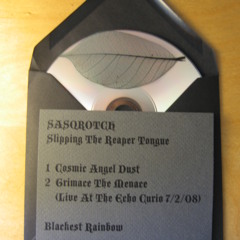 SASQROTCH
Slipping The Reaper Tongue
1 Cosmic Angel Dust
2 Grimace The Menace
(Live At The Echo Curio 7/2/08)
Blackest Rainbow